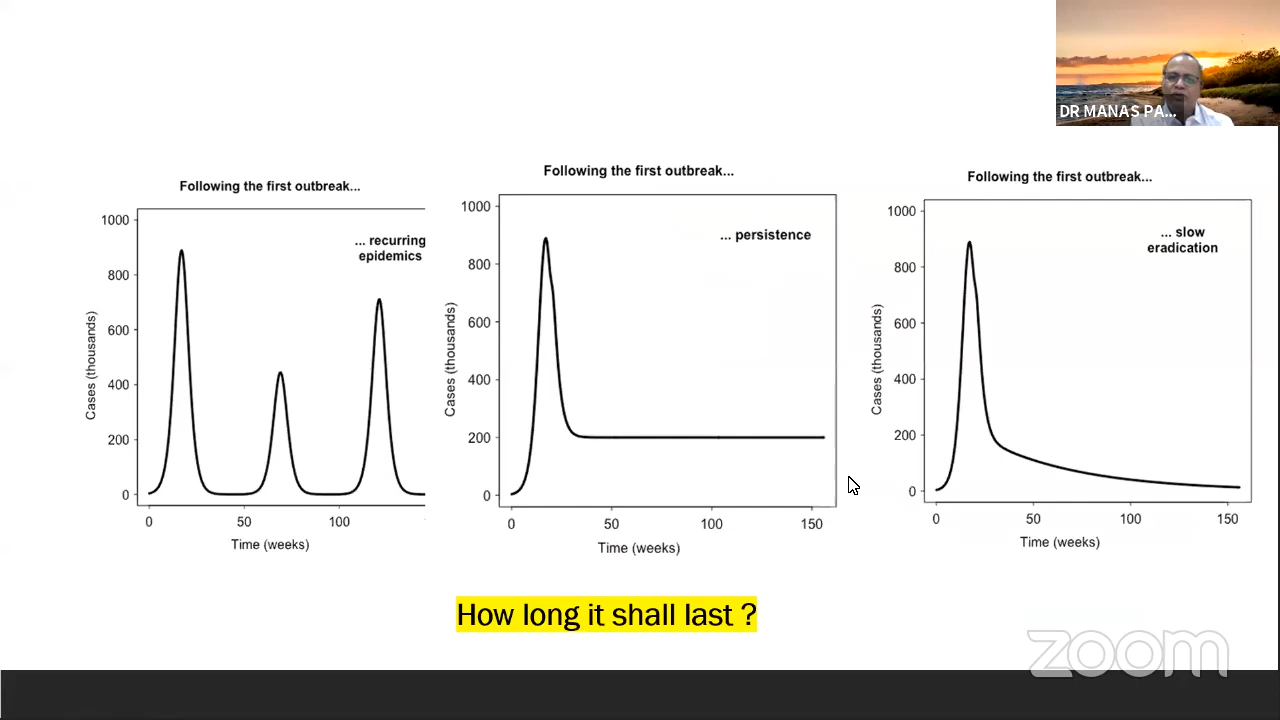 DR MANAS PA...
Following the first outbreak...
... recurring
epidemics
1000
800
600
400
200
0
Cases (thousands)
0 50 100
Time (weeks)
Following the first outbreak...
... persistence
1000
800
600
400
200
0
Cases (thousands)
0 50 100 150
Time (weeks)
Following the first outbreak...
... slow
eradication
1000
800
600
400
200
0
Cases (thousands)
0 50 100 150
Time (weeks)
How long it shall last ?
zoom